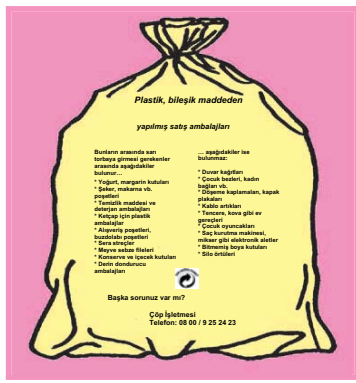 Plastik, bileşik maddeden
yapılmış satış ambalajları
Bunların arasında sarı
torbaya girmesi gerekenler
arasında aşağıdakiler
bulunur…
* Yoğurt, margarin kutuları
* Şeker, makarna vb.
poşetleri
* Temizlik maddesi ve
deterjan ambalajları
* Ketçap için plastik
ambalajlar
* Alışveriş poşetleri,
buzdolabı poşetleri
* Sera streçler
* Meyve sebze fileleri
* Konserve ve içecek kutuları
* Derin dondurucu
ambalajları
… aşağıdakiler ise
bulunmaz:
* Duvar kağıtları
* Çocuk bezleri, kadın
bağları vb.
* Döşeme kaplamaları, kapak
plakaları
* Kablo artıkları
* Tencere, kova gibi ev
gereçleri
* Çocuk oyuncakları
* Saç kurutma makinesi,
mikser gibi elektronik aletler
* Bitmemiş boya kutuları
* Silo örtüleri
Başka sorunuz var mı?
Çöp İşletmesi
Telefon: 08 00 / 9 25 24 23